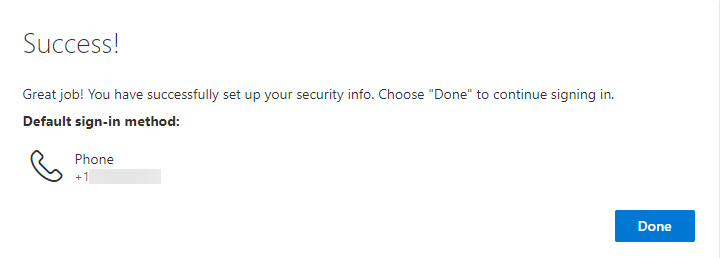 Success!
Great job! You have successfully set up your security info. Choose "Done" to continue signing in.
Default sign-in method:
Phone
+1
Done